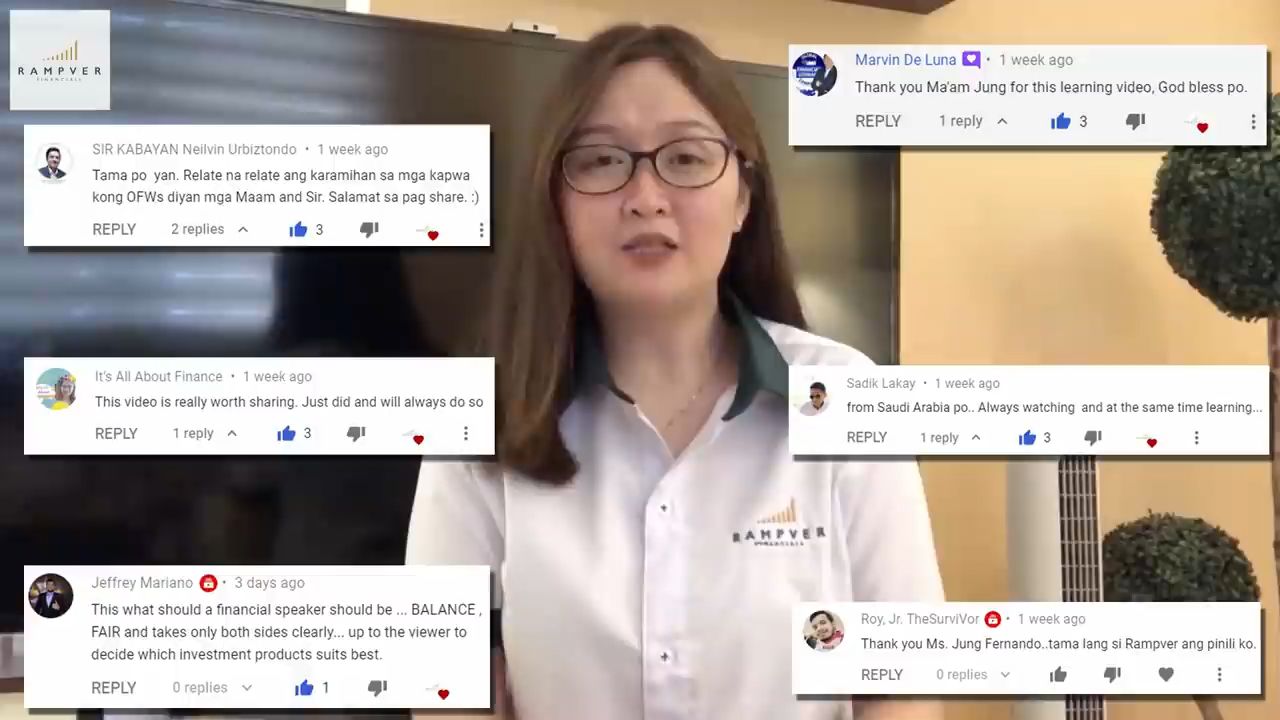 RAMPVER
FINANCIALS
SIR KABAYAN Neilvin Urbiztondo • 1 week ago
Tama po yan. Relate na relate ang karamihan sa mga kapwa
kong OFWs diyan mga Maam and Sir. Salamat sa pag share. :)
REPLY 2 replies 3
It's All About Finance • 1 week ago
This video is really worth sharing. Just did and will always do so
REPLY 1 reply 3
Jeffrey Mariano • 3 days ago
This what should a financial speaker should be ... BALANCE ,
FAIR and takes only both sides clearly... up to the viewer to
decide which investment products suits best.
REPLY 0 replies 1
Marvin De Luna • 1 week ago
Thank you Ma'am Jung for this learning video, God bless po.
REPLY 1 reply 3
Sadik Lakay • 1 week ago
from Saudi Arabia po.. Always watching and at the same time learning...
REPLY 1 reply 3
RAMPVER
FINANCIALS
Roy, Jr. TheSurviVor • 1 week ago
Thank you Ms. Jung Fernando..tama lang si Rampver ang pinili ko.
REPLY 0 replies